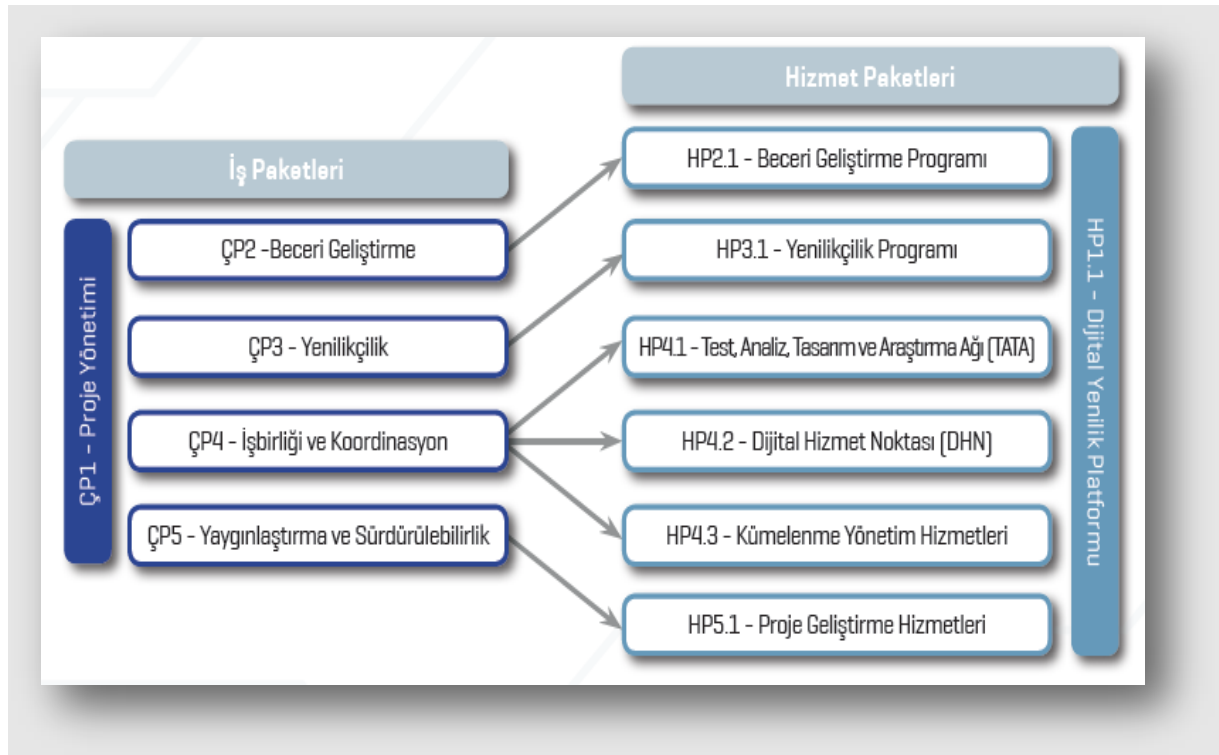 Hizmet Paketleri
İş Paketleri
ÇP1 - Proje Yönetimi
ÇP2 -Beceri Geliştirme
ÇP3 - Yenilikçilik
ÇP4 - İşbirliği ve Koordinasyon
ÇP5 - Yaygınlaştırma ve Sürdürülebilirlik
HP2.1 - Beceri Geliştirme Programı
HP3.1 - Yenilikçilik Programı
HP4.1 - Test, Analiz, Tasarım ve Araştırma Ağı (TATA)
HP4.2 - Dijital Hizmet Noktası (DHN)
HP4.3 - Kümelenme Yönetim Hizmetleri
HP5.1 - Proje Geliştirme Hizmetleri
HP1.1 - Dijital Yenilik Platformu